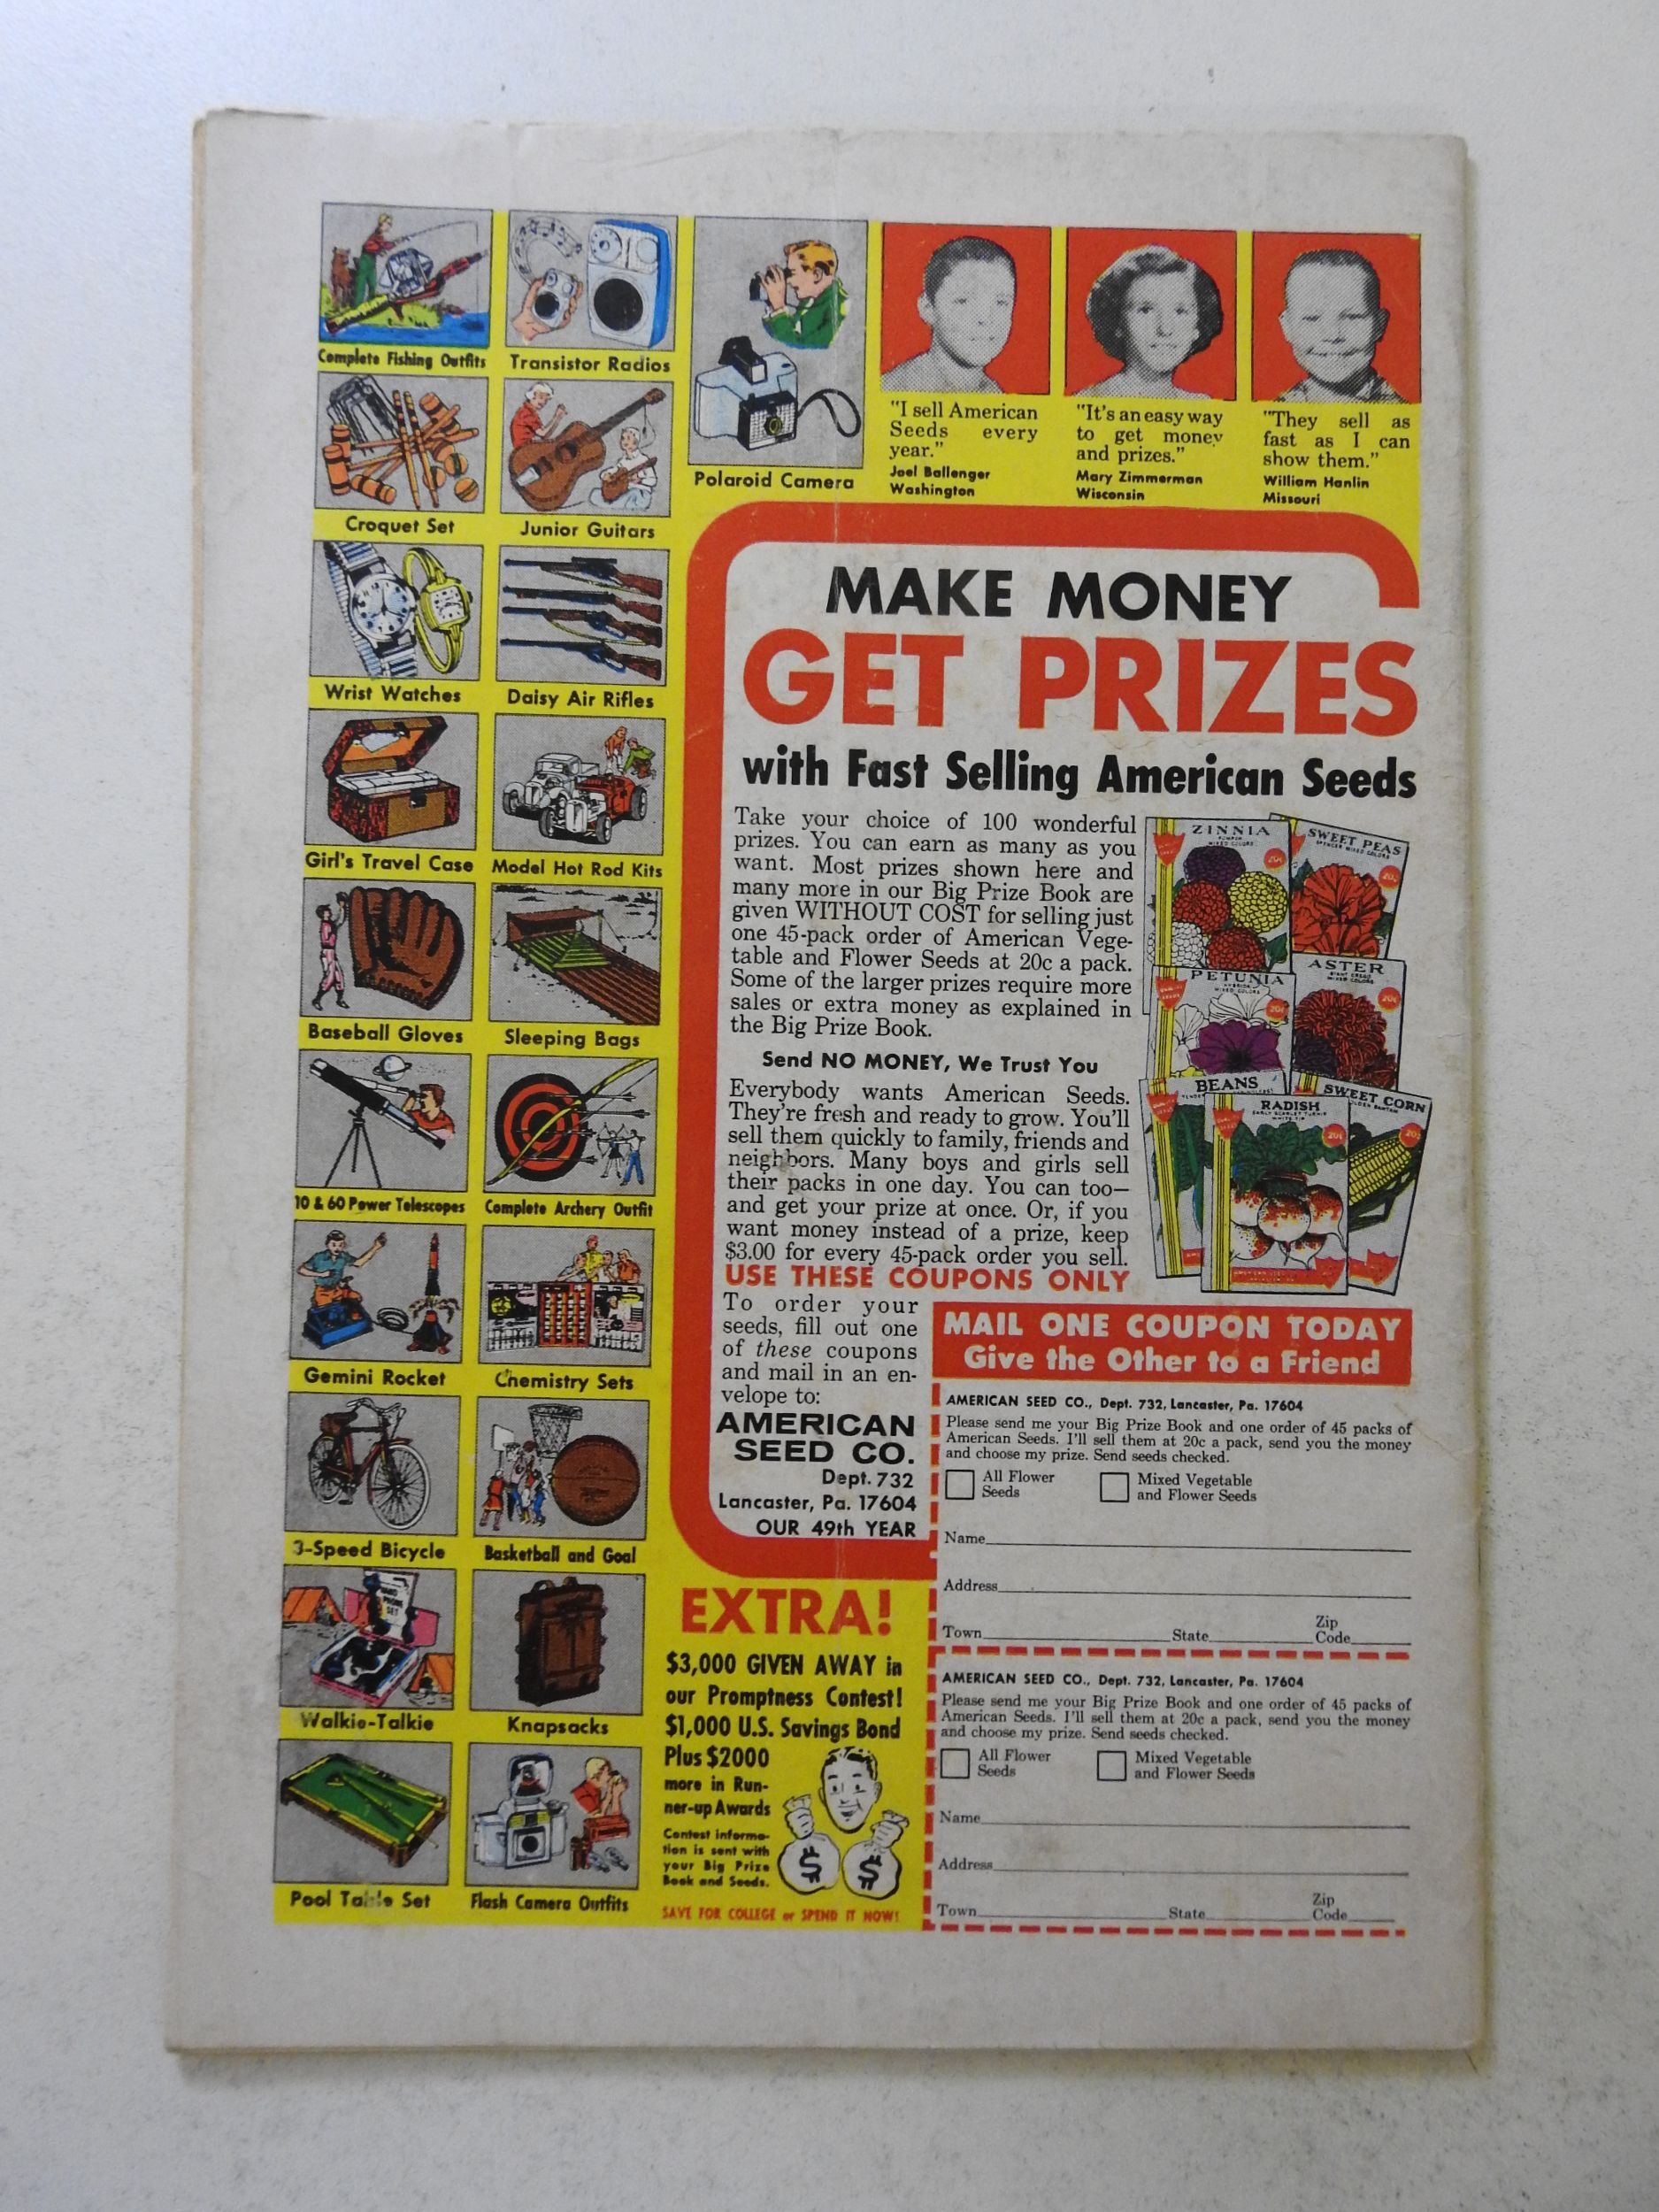 Complete Fishing Outfits
Transistor Radios
Croquet Set
Junior Guitars
Polaroid Camera
Wrist Watches
Daisy Air Rifles
Girl's Travel Case
Model Hot Rod Kits
Baseball Gloves
Sleeping Bags
10 & 60 Power Telescopes
Complete Archery Outfit
Gemini Rocket
Chemistry Sets
3-Speed Bicycle
Basketball and Goal
Walkie-Talkie
Knapsacks
Pool Table Set
Flash Camera Outfits
"I sell American
Seeds every
year."
Joel Ballenger
Washington
"It's an easy way
to get money
and prizes."
Mary Zimmerman
Wisconsin
"They sell as
fast as I can
show them."
William Hanlin
Missouri
MAKE MONEY
GET PRIZES
with Fast Selling American Seeds
Take your choice of 100 wonderful
prizes. You can earn as many as you
want. Most prizes shown here and
many more in our Big Prize Book are
given WITHOUT COST for selling just
one 45-pack order of American Vege-
table and Flower Seeds at 20c a pack.
Some of the larger prizes require more
sales or extra money as explained in
the Big Prize Book.
Send NO MONEY, We Trust You
Everybody wants American Seeds.
They're fresh and ready to grow. You'll
sell them quickly to family, friends and
neighbors. Many boys and girls sell
their packs in one day. You can too—
and get your prize at once. Or, if you
want money instead of a prize, keep
$3.00 for every 45-pack order you sell.
USE THESE COUPONS ONLY
To order your
seeds, fill out one
of these coupons
and mail in an en-
velope to:
AMERICAN
SEED CO.
Dept. 732
Lancaster, Pa. 17604
OUR 49th YEAR
ZINNIA
MIXED COLORS
20c
SWEET PEAS
SPENCER MIXED COLORS
20c
PETUNIA
MIXED COLORS
20c
ASTER
MIXED COLORS
20c
BEANS
RADISH
20c
SWEET CORN
GOLDEN BANTAM
20c
MAIL ONE COUPON TODAY
Give the Other to a Friend
AMERICAN SEED CO., Dept. 732, Lancaster, Pa. 17604
Please send me your Big Prize Book and one order of 45 packs of
American Seeds. I'll sell them at 20c a pack, send you the money
and choose my prize. Send seeds checked.
All Flower
Seeds
Mixed Vegetable
and Flower Seeds
Name
Address
Town State Zip
Code
AMERICAN SEED CO., Dept. 732, Lancaster, Pa. 17604
Please send me your Big Prize Book and one order of 45 packs of
American Seeds. I'll sell them at 20c a pack, send you the money
and choose my prize. Send seeds checked.
All Flower
Seeds
Mixed Vegetable
and Flower Seeds
Name
Address
Town State Zip
Code
EXTRA!
$3,000 GIVEN AWAY in
our Promptness Contest!
$1,000 U.S. Savings Bond
Plus $2000
more in Run-
ner-up Awards
Contest informa-
tion is sent with
your Big Prize
Book and Seeds.
$ $
SAVE FOR COLLEGE or SPEND IT NOW!